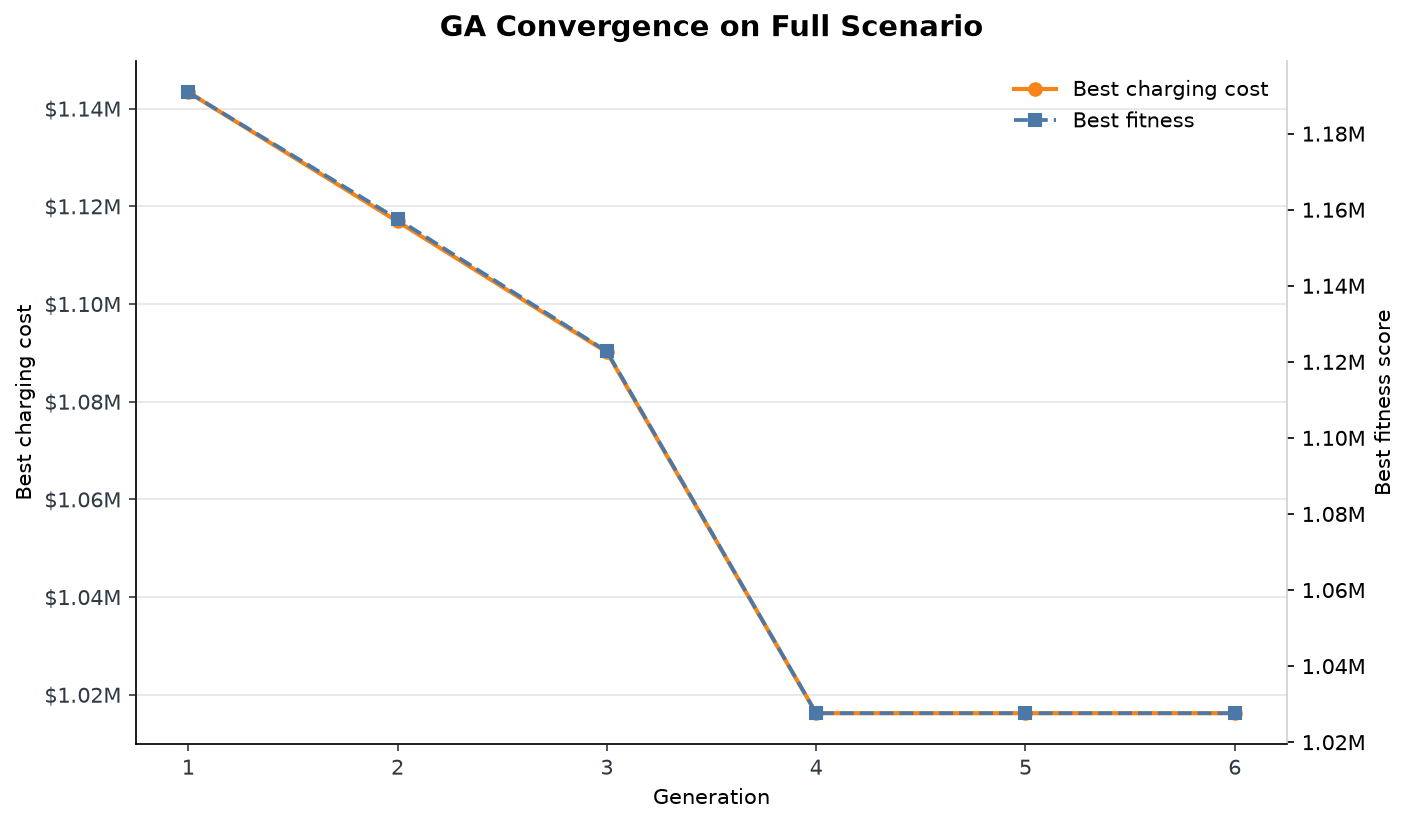 GA Convergence on Full Scenario
Best charging cost
Best fitness
$1.14M
$1.12M
$1.10M
$1.08M
$1.06M
$1.04M
$1.02M
Best charging cost
1.18M
1.16M
1.14M
1.12M
1.10M
1.08M
1.06M
1.04M
1.02M
Best fitness score
1 2 3 4 5 6
Generation